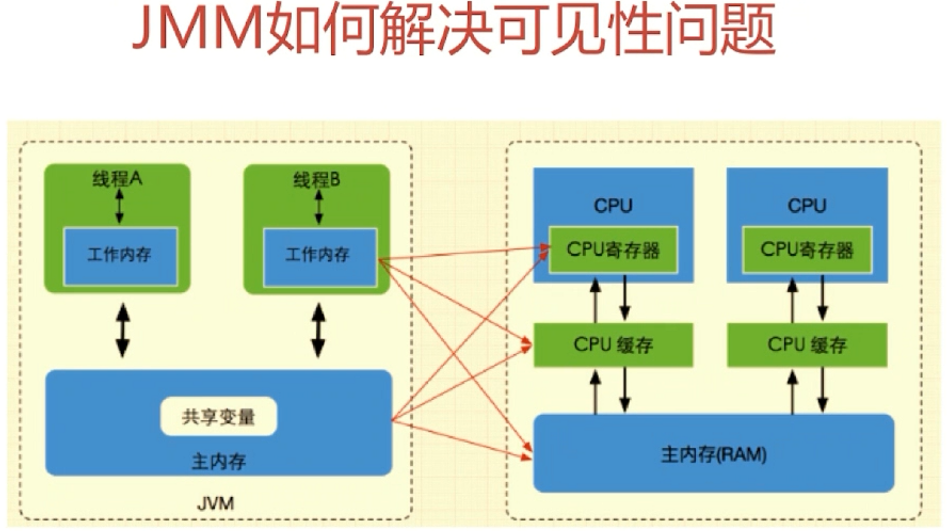 JMM如何解决可见性问题
线程A
线程B
工作内存
工作内存
共享变量
主内存
JVM
CPU
CPU
CPU寄存器
CPU寄存器
CPU 缓存
CPU 缓存
主内存(RAM)